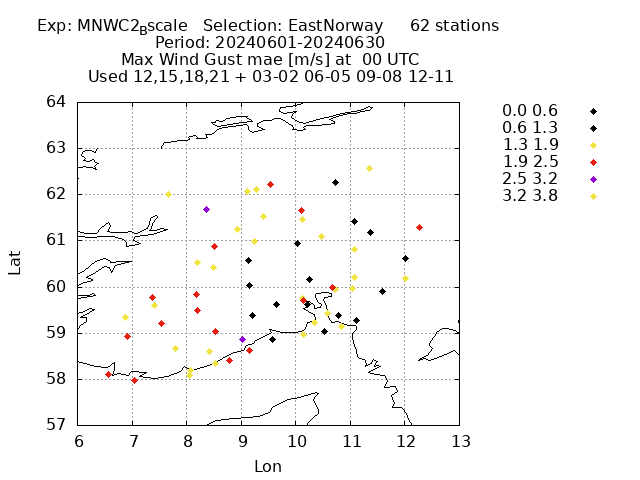 Exp: MNWC2Bscale Selection: EastNorway 62 stations
Period: 20240601-20240630
Max Wind Gust mae [m/s] at 00 UTC
Used 12,15,18,21 + 03-02 06-05 09-08 12-11
0.0 0.6
0.6 1.3
1.3 1.9
1.9 2.5
2.5 3.2
3.2 3.8
64
63
62
61
60
59
58
57
Lat
6 7 8 9 10 11 12 13
Lon